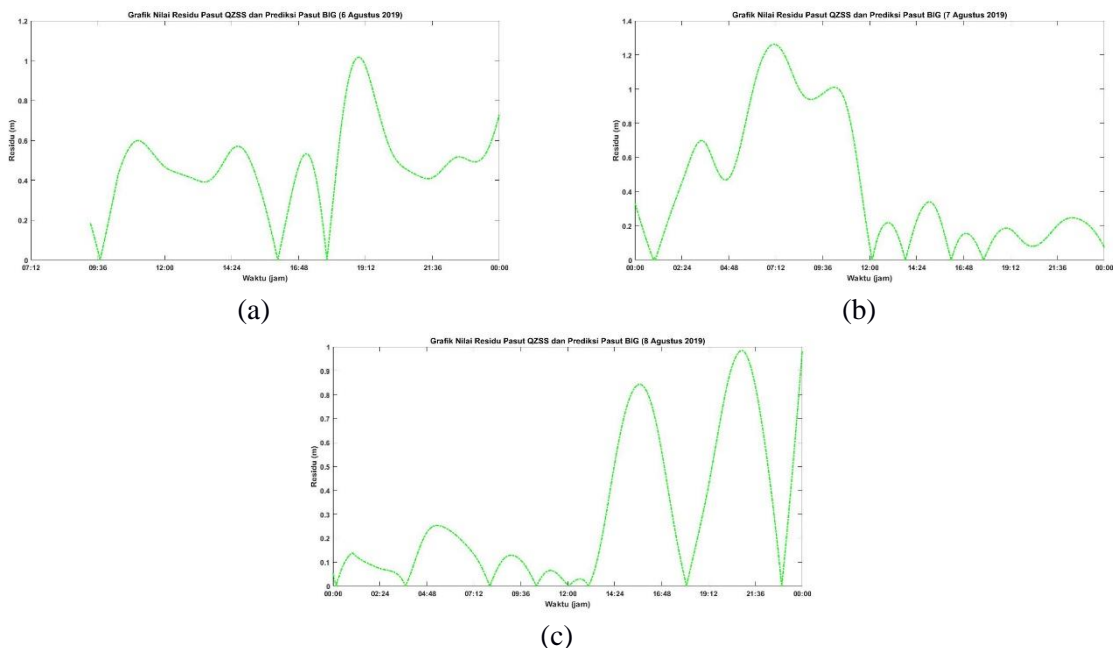 Grafik Nilai Residu Pasut QZSS dan Prediksi Pasut BIG (6 Agustus 2019)
1.2
1
0.8
0.6
0.4
0.2
0
Residu (m)
07:12 09:36 12:00 14:24 16:48 19:12 21:36 00:00
Waktu (jam)
(a)
Grafik Nilai Residu Pasut QZSS dan Prediksi Pasut BIG (7 Agustus 2019)
1.4
1.2
1
0.8
0.6
0.4
0.2
0
Residu (m)
00:00 02:24 04:48 07:12 09:36 12:00 14:24 16:48 19:12 21:36 00:00
Waktu (jam)
(b)
Grafik Nilai Residu Pasut QZSS dan Prediksi Pasut BIG (8 Agustus 2019)
1
0.9
0.8
0.7
0.6
0.5
0.4
0.3
0.2
0.1
0
Residu (m)
00:00 02:24 04:48 07:12 09:36 12:00 14:24 16:48 19:12 21:36 00:00
Waktu (jam)
(c)